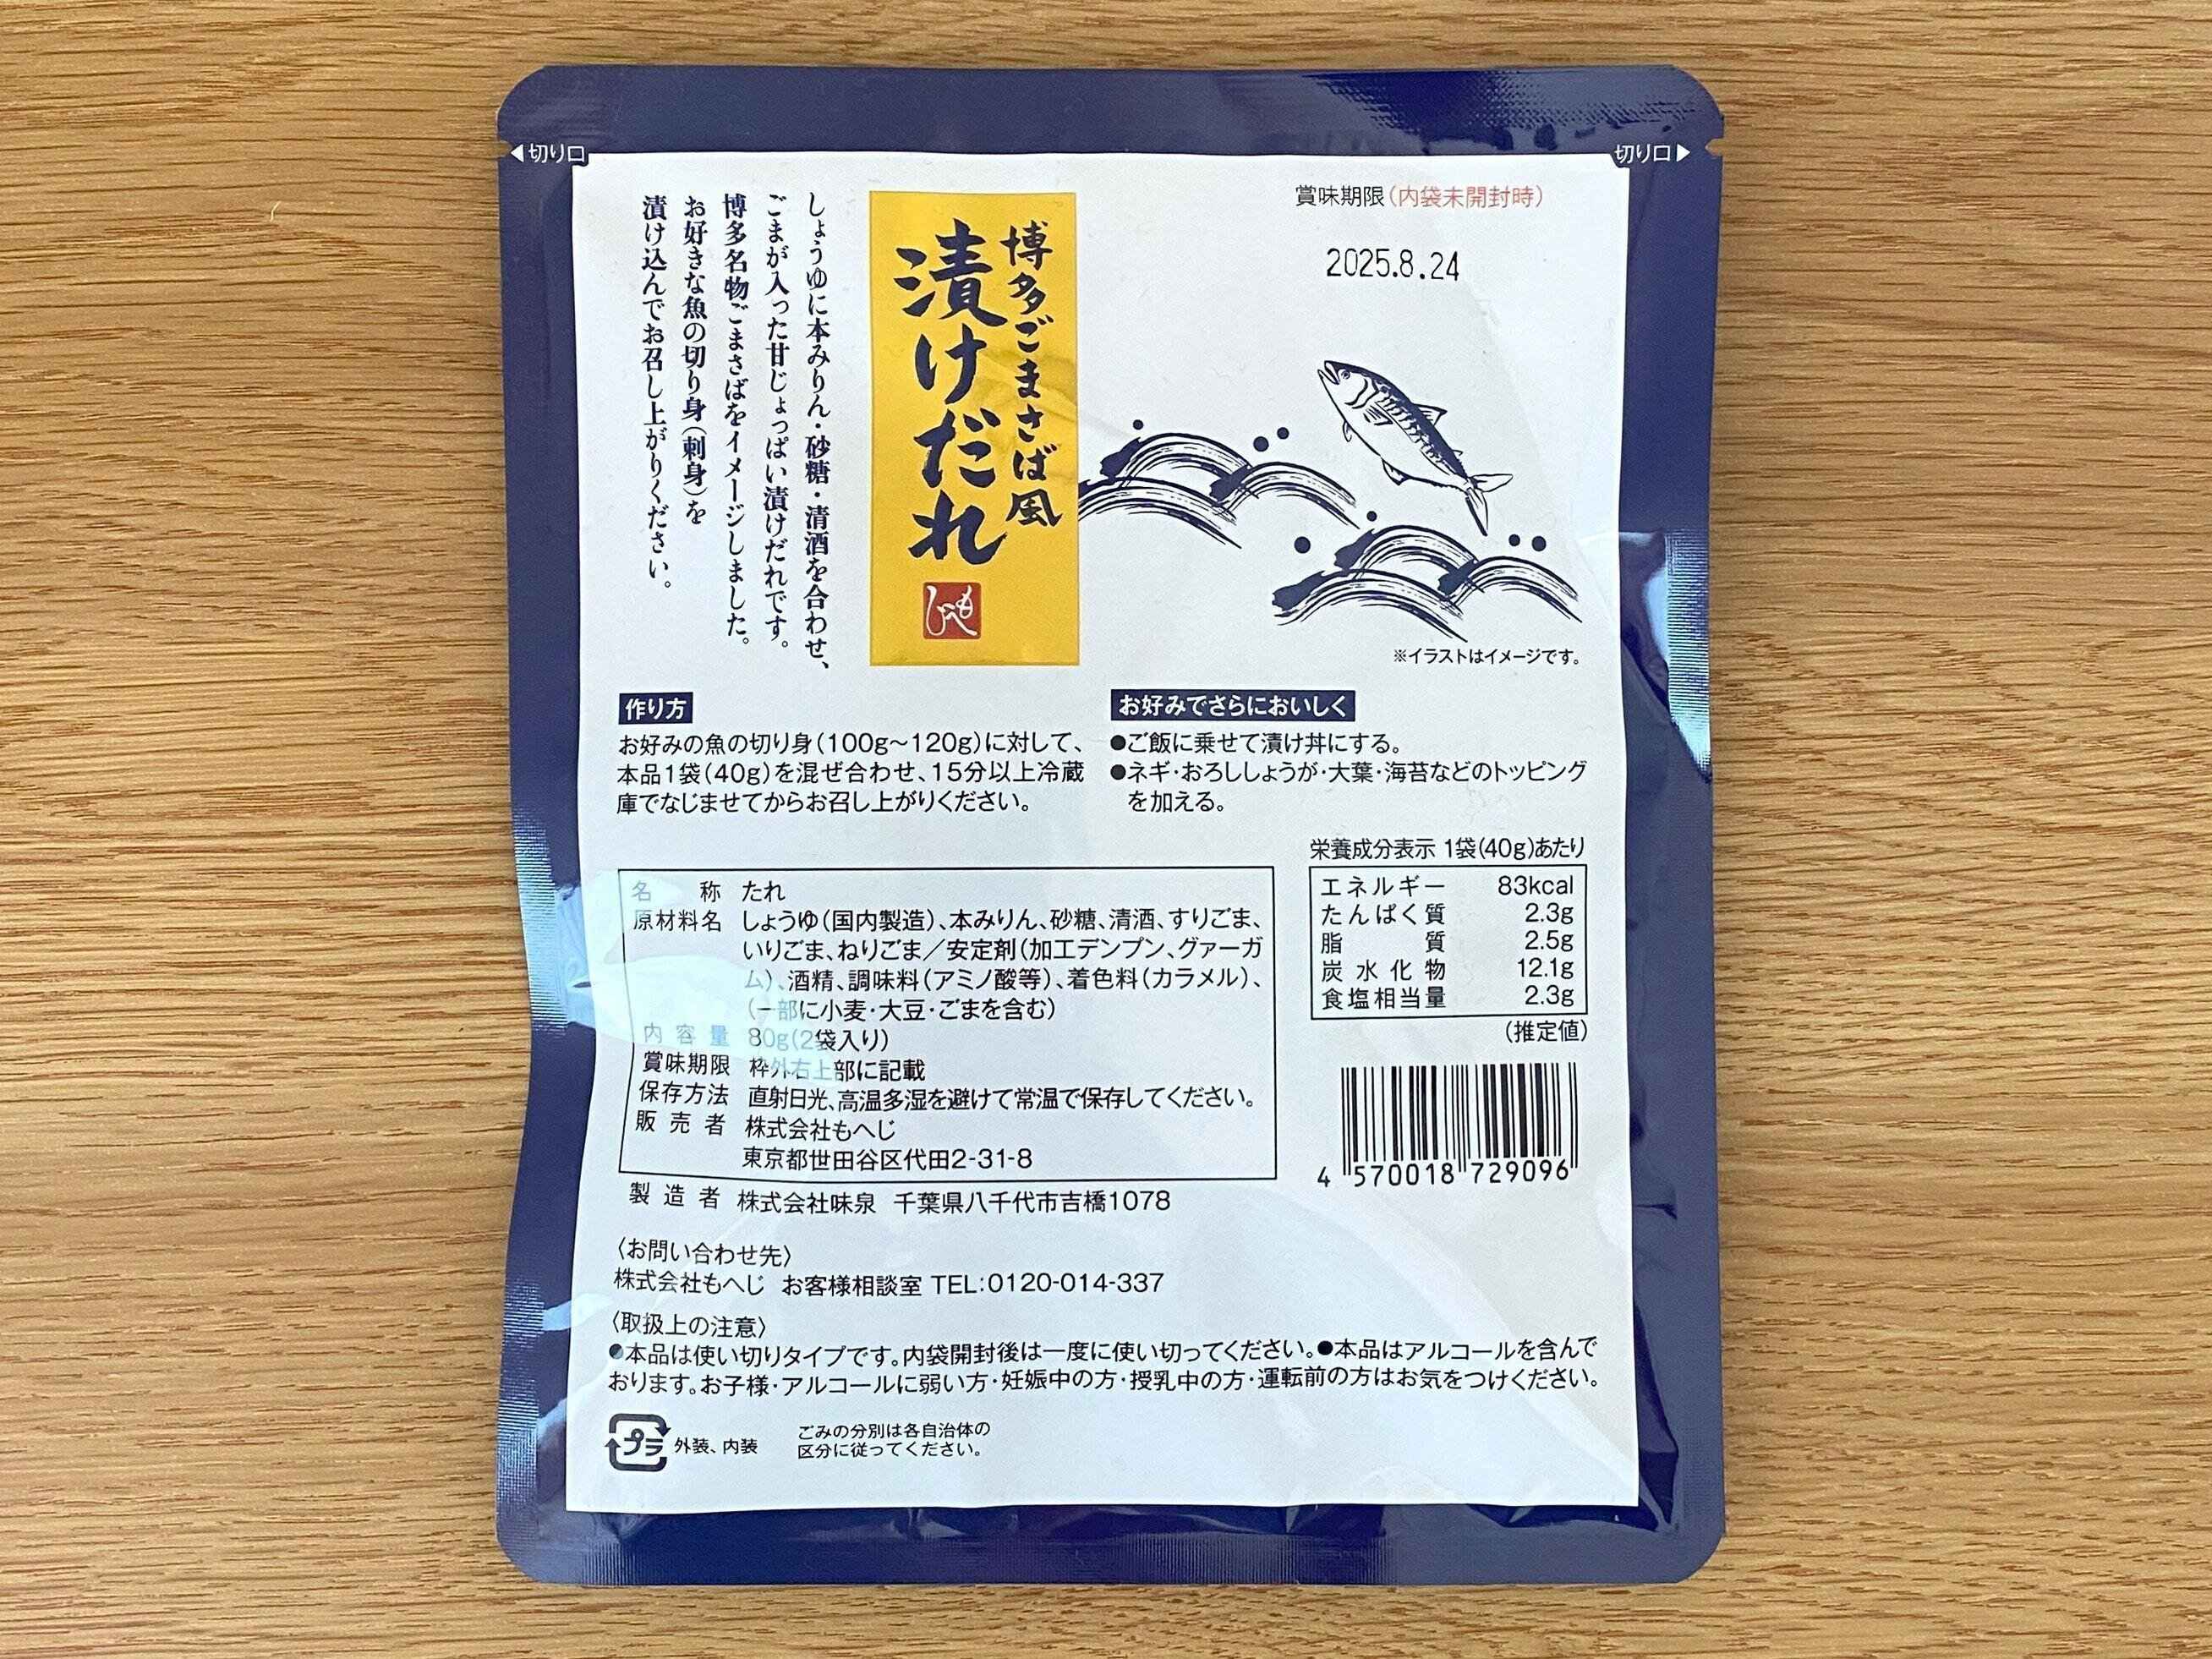 ◀切り口
切り口▶
賞味期限(内袋未開封時)
2025.8.24
博多ごまさば風
漬けだれ
もへじ
しょうゆに本みりん・砂糖・清酒を合わせ、
ごまが入った甘じょっぱい漬けだれです。
博多名物ごまさばをイメージしました。
お好きな魚の切り身(刺身)を
漬け込んでお召し上がりください。
※イラストはイメージです。
作り方
お好みの魚の切り身(100g〜120g)に対して、
本品1袋(40g)を混ぜ合わせ、15分以上冷蔵
庫でなじませてからお召し上がりください。
お好みでさらにおいしく
●ご飯に乗せて漬け丼にする。
●ネギ・おろししょうが・大葉・海苔などのトッピング
を加える。
名称 たれ
原材料名 しょうゆ(国内製造)、本みりん、砂糖、清酒、すりごま、
いりごま、ねりごま/安定剤(加工デンプン、グァーガ
ム)、酒精、調味料(アミノ酸等)、着色料(カラメル)、
(一部に小麦・大豆・ごまを含む)
内容量 80g(2袋入り)
賞味期限 枠外右上部に記載
保存方法 直射日光、高温多湿を避けて常温で保存してください。
販売者 株式会社もへじ
東京都世田谷区代田2-31-8
製造者 株式会社味泉 千葉県八千代市吉橋1078
栄養成分表示 1袋(40g)あたり
エネルギー 83kcal
たんぱく質 2.3g
脂質 2.5g
炭水化物 12.1g
食塩相当量 2.3g
(推定値)
4 570018 729096
〈お問い合わせ先〉
株式会社もへじ お客様相談室 TEL:0120-014-337
〈取扱上の注意〉
●本品は使い切りタイプです。内袋開封後は一度に使い切ってください。●本品はアルコールを含んで
おります。お子様・アルコールに弱い方・妊娠中の方・授乳中の方・運転前の方はお気をつけください。
プラ 外装、内装
ごみの分別は各自治体の
区分に従ってください。